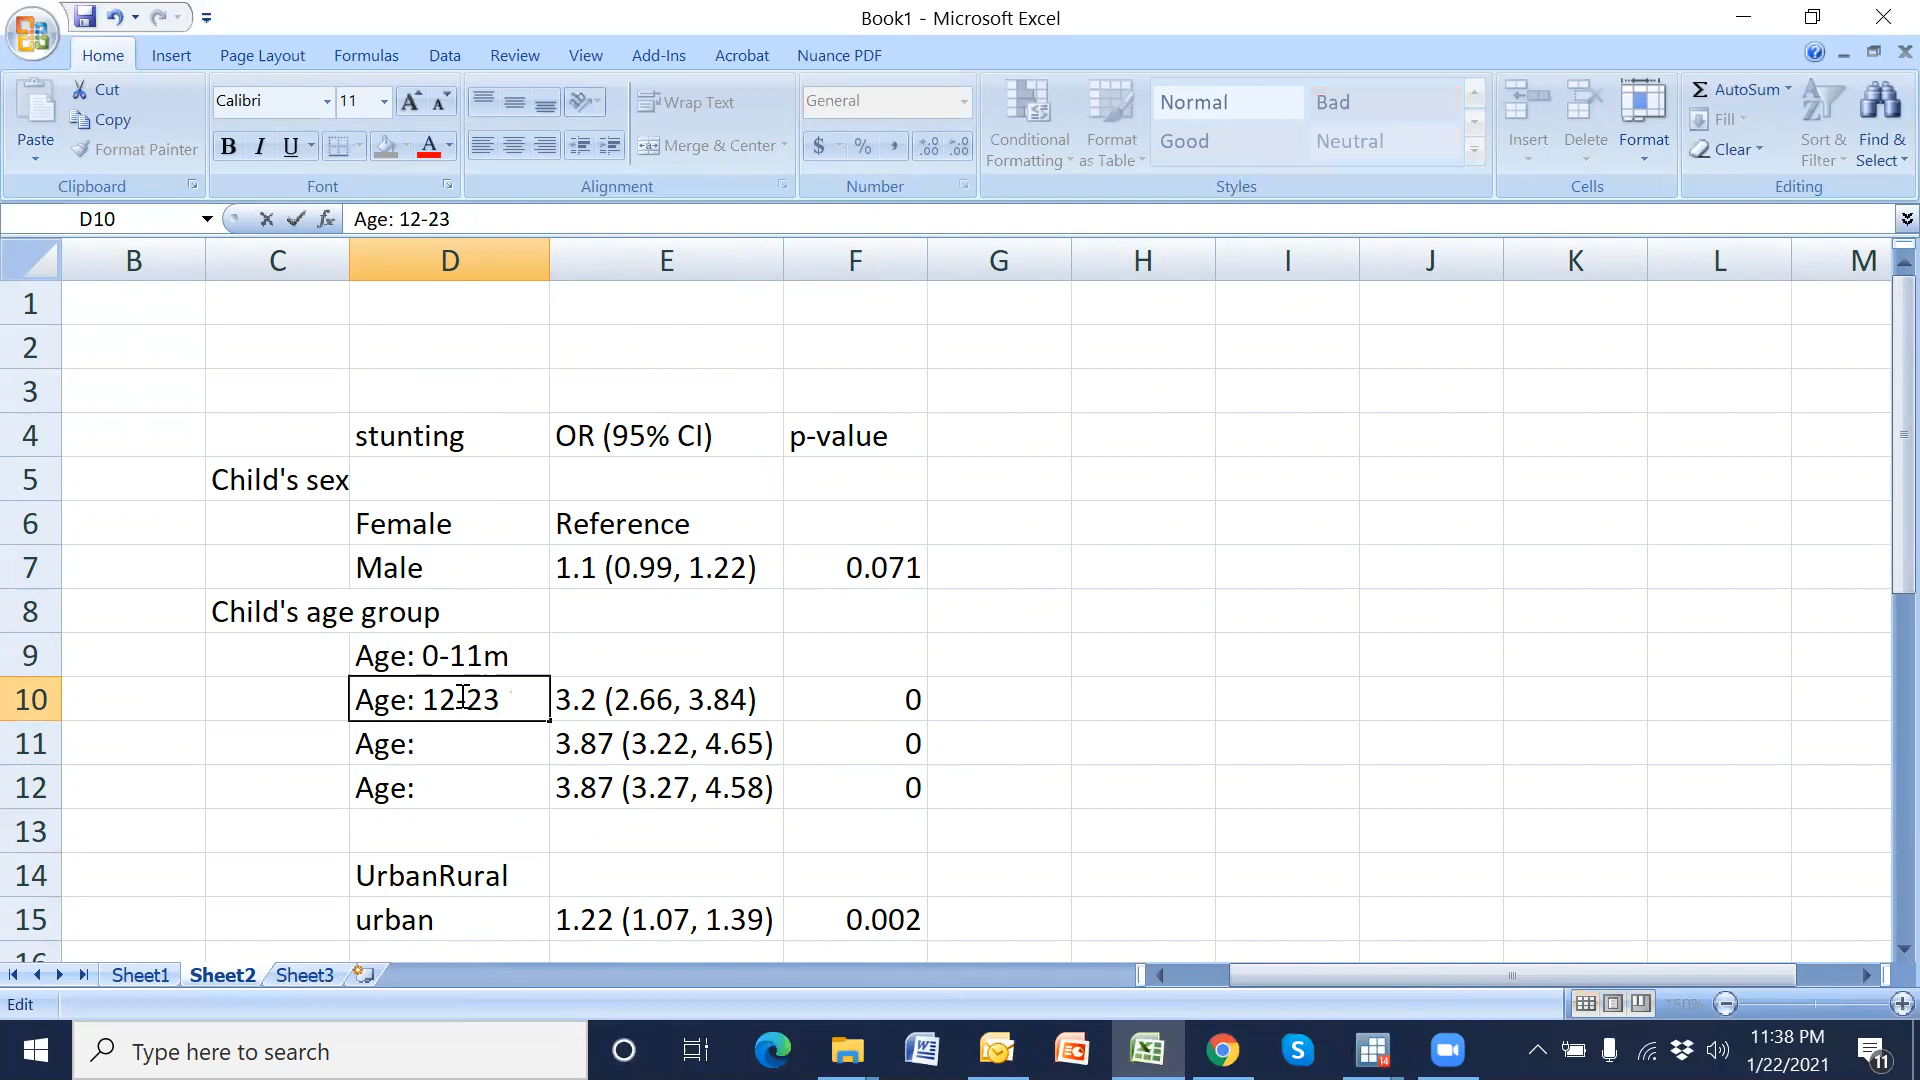 Book1 - Microsoft Excel
Home Insert Page Layout Formulas Data Review View Add-Ins Acrobat Nuance PDF
Paste
Cut
Copy
Format Painter
Clipboard
Calibri 11
B I U
Font
Wrap Text
Merge & Center
Alignment
General
$ % ,
Number
Conditional Formatting
Format as Table
Normal Bad
Good Neutral
Styles
Insert Delete Format
Cells
Σ AutoSum
Fill
Clear
Sort & Filter
Find & Select
Editing
D10 fx Age: 12-23
B C D E F G H I J K L M
1
2
3
4 stunting OR (95% CI) p-value
5 Child's sex
6 Female Reference
7 Male 1.1 (0.99, 1.22) 0.071
8 Child's age group
9 Age: 0-11m
10 Age: 12-23 3.2 (2.66, 3.84) 0
11 Age: 3.87 (3.22, 4.65) 0
12 Age: 3.87 (3.27, 4.58) 0
13
14 UrbanRural
15 urban 1.22 (1.07, 1.39) 0.002
16
Sheet1 Sheet2 Sheet3
Edit 150%
Type here to search
11:38 PM
1/22/2021
11